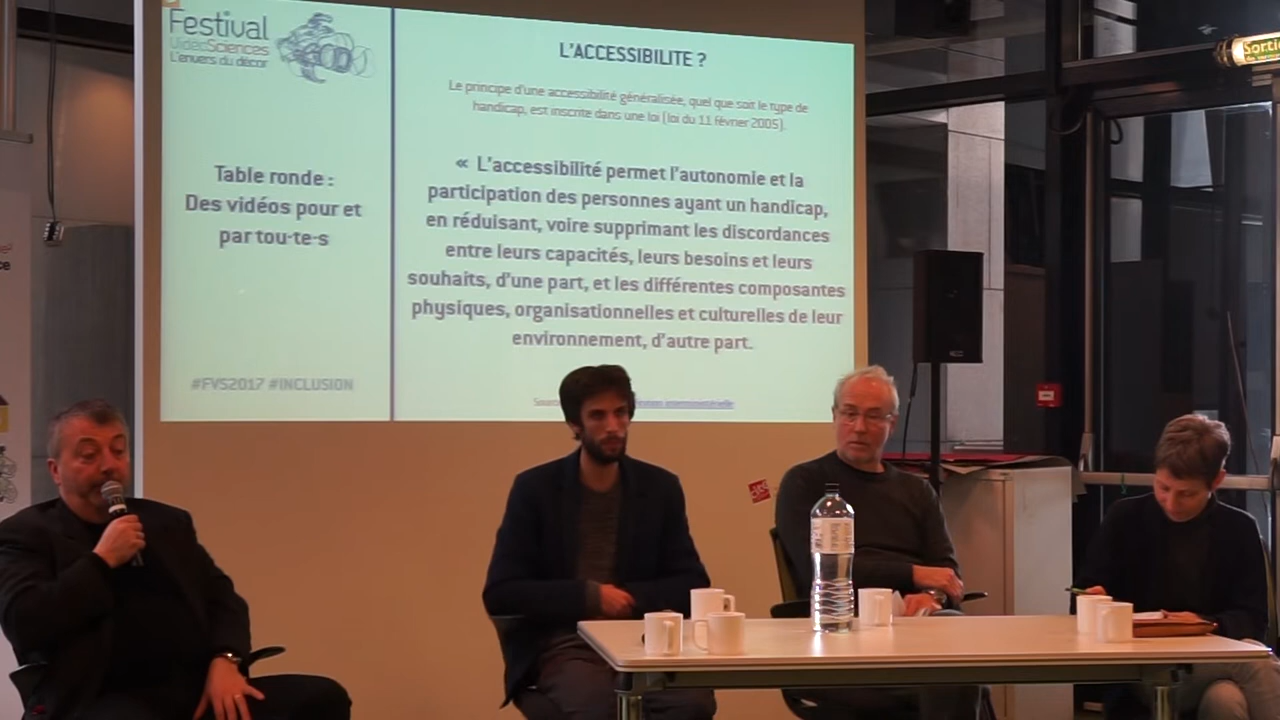 Festival
VidéoSciences
L'envers du décor
Table ronde :
Des vidéos pour et
par tou-te-s
#FVS2017 #INCLUSION
L'ACCESSIBILITE ?
Le principe d'une accessibilité généralisée, quel que soit le type de
handicap, est inscrite dans une loi (loi du 11 février 2005).
« L'accessibilité permet l'autonomie et la
participation des personnes ayant un handicap,
en réduisant, voire supprimant les discordances
entre leurs capacités, leurs besoins et leurs
souhaits, d'une part, et les différentes composantes
physiques, organisationnelles et culturelles de leur
environnement, d'autre part.
Sortie